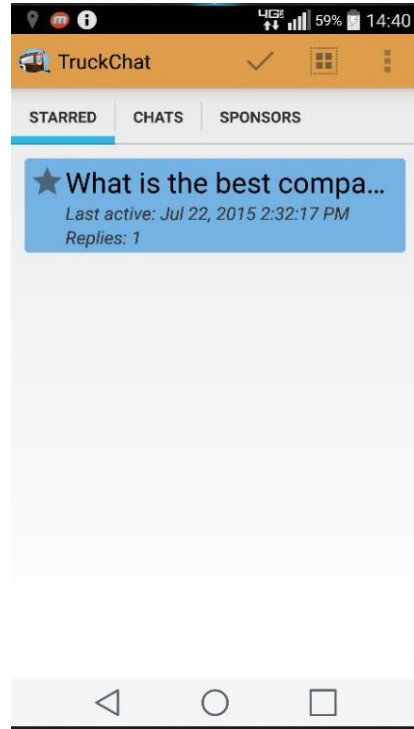 4GE 59% 14:40
TruckChat
STARRED CHATS SPONSORS
What is the best compa...
Last active: Jul 22, 2015 2:32:17 PM
Replies: 1